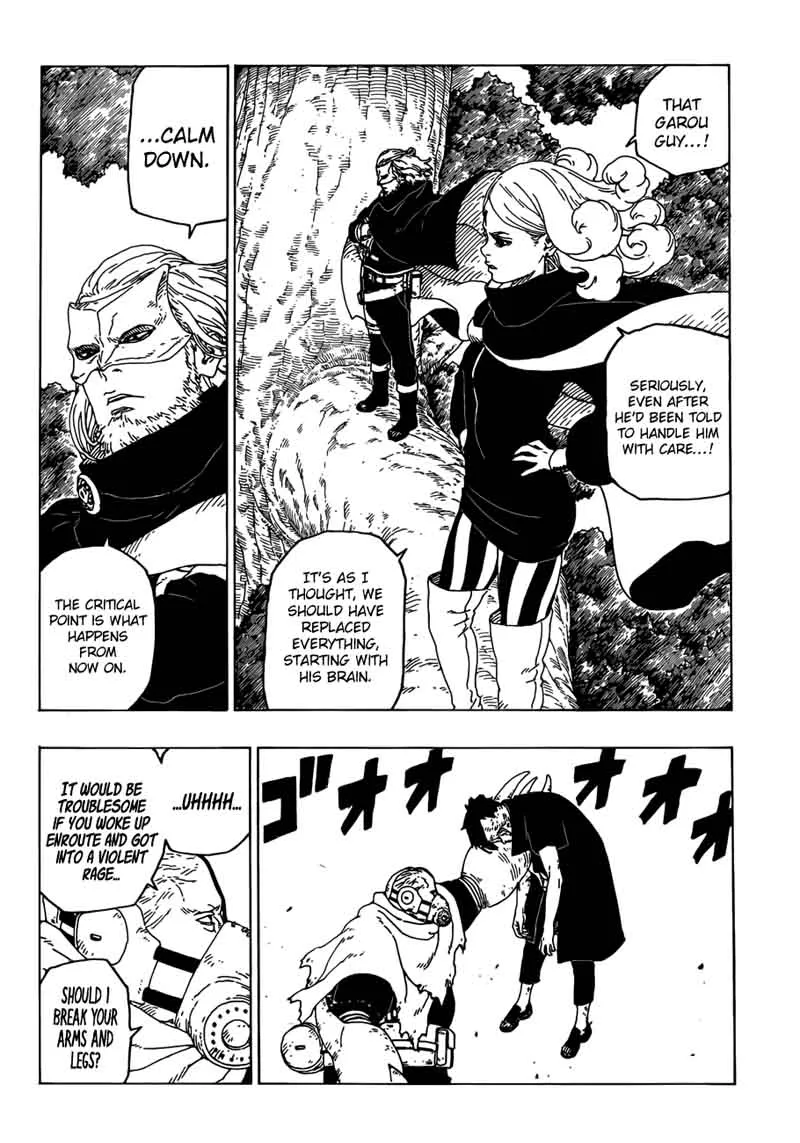 THAT
GAROU
GUY...!
SERIOUSLY,
EVEN AFTER
HE'D BEEN TOLD
TO HANDLE HIM
WITH CARE...!
IT'S AS I
THOUGHT, WE
SHOULD HAVE
REPLACED
EVERYTHING,
STARTING WITH
HIS BRAIN.
...CALM
DOWN.
THE CRITICAL
POINT IS WHAT
HAPPENS
FROM
NOW ON.
ゴオオオオオオ
...UHHHH...
IT WOULD BE
TROUBLESOME
IF YOU WOKE UP
ENROUTE AND GOT
INTO A VIOLENT
RAGE...
SHOULD I
BREAK YOUR
ARMS AND
LEGS?